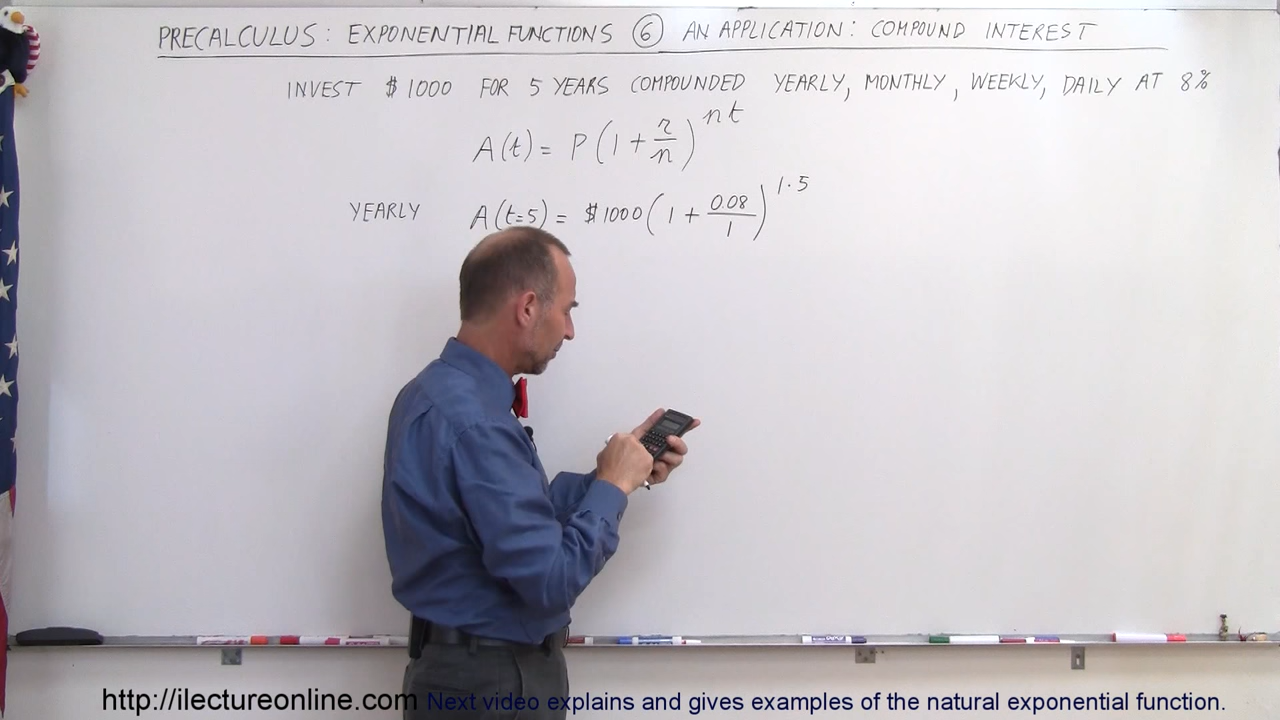 PRECALCULUS: EXPONENTIAL FUNCTIONS ⑥ AN APPLICATION: COMPOUND INTEREST
INVEST $1000 FOR 5 YEARS COMPOUNDED YEARLY, MONTHLY, WEEKLY, DAILY AT 8%
A(t) = P(1 + r/n)^nt
YEARLY A(t=5) = $1000(1 + 0.08/1)^1·5
http://ilectureonline.com Next video explains and gives examples of the natural exponential function.